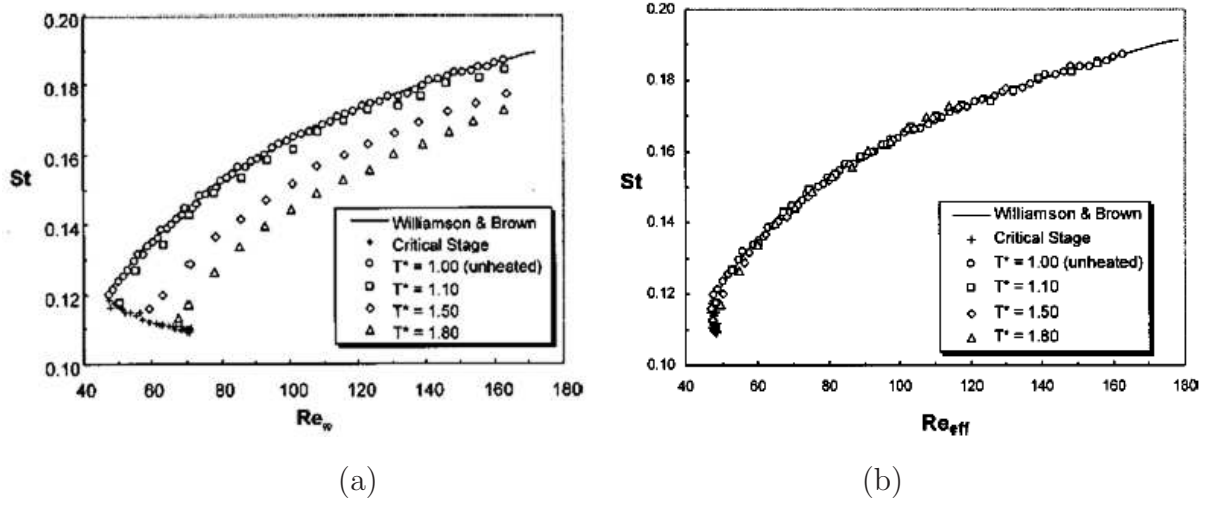 0.20
0.18
0.16
St
0.14
0.12
0.10
40 60 80 100 120 140 160 180
Re∞
Williamson & Brown
Critical Stage
T* = 1.00 (unheated)
T* = 1.10
T* = 1.50
T* = 1.80
(a)
0.20
0.18
0.16
St
0.14
0.12
0.10
40 60 80 100 120 140 160 180
Re_eff
Williamson & Brown
Critical Stage
T* = 1.00 (unheated)
T* = 1.10
T* = 1.50
T* = 1.80
(b)